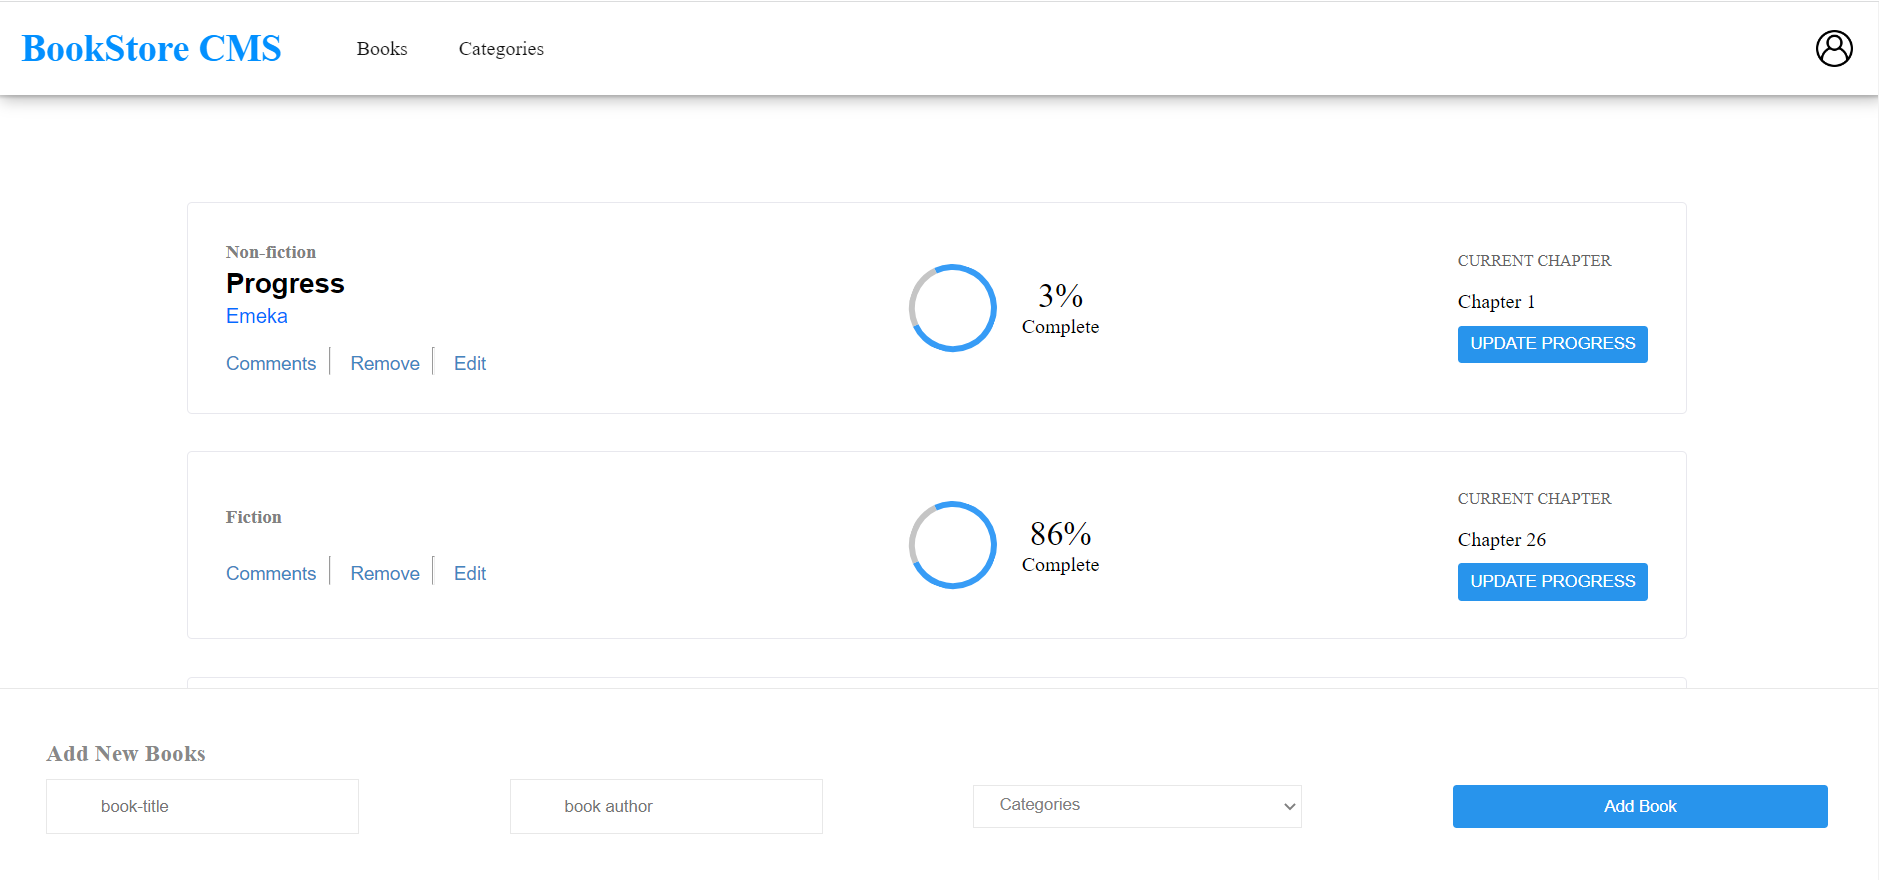 BookStore CMS
Books
Categories
Non-fiction
Progress
Emeka
Comments
Remove
Edit
3%
Complete
CURRENT CHAPTER
Chapter 1
UPDATE PROGRESS
Fiction
Comments
Remove
Edit
86%
Complete
CURRENT CHAPTER
Chapter 26
UPDATE PROGRESS
Add New Books
book-title
book author
Categories
Add Book